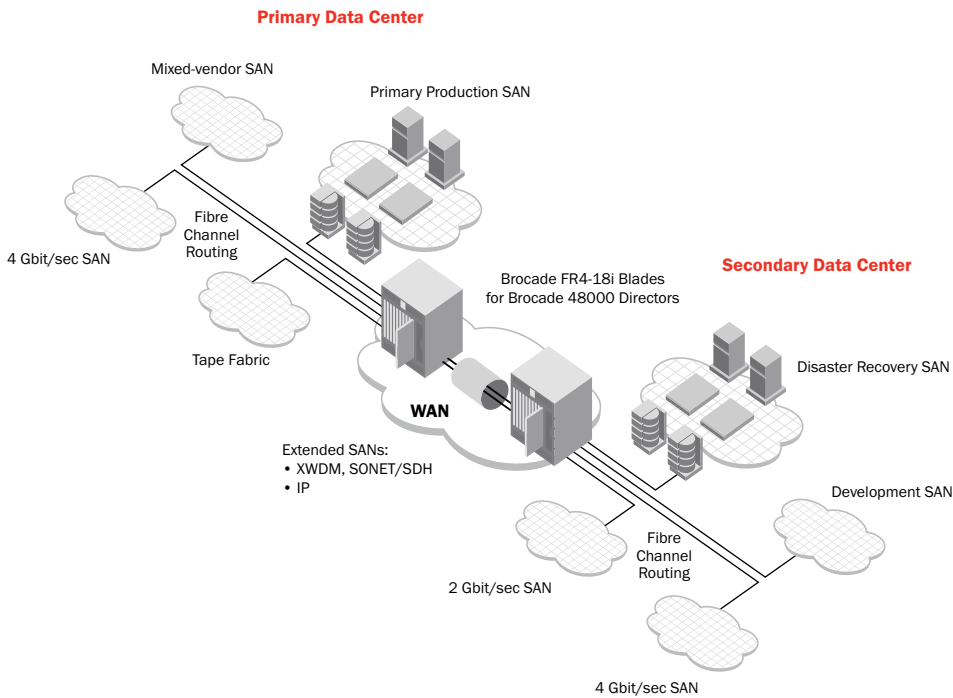 Primary Data Center
Mixed-vendor SAN
Primary Production SAN
4 Gbit/sec SAN
Fibre
Channel
Routing
Tape Fabric
Brocade FR4-18i Blades
for Brocade 48000 Directors
Secondary Data Center
Disaster Recovery SAN
WAN
Extended SANs:
• XWDM, SONET/SDH
• IP
Development SAN
2 Gbit/sec SAN
Fibre
Channel
Routing
4 Gbit/sec SAN